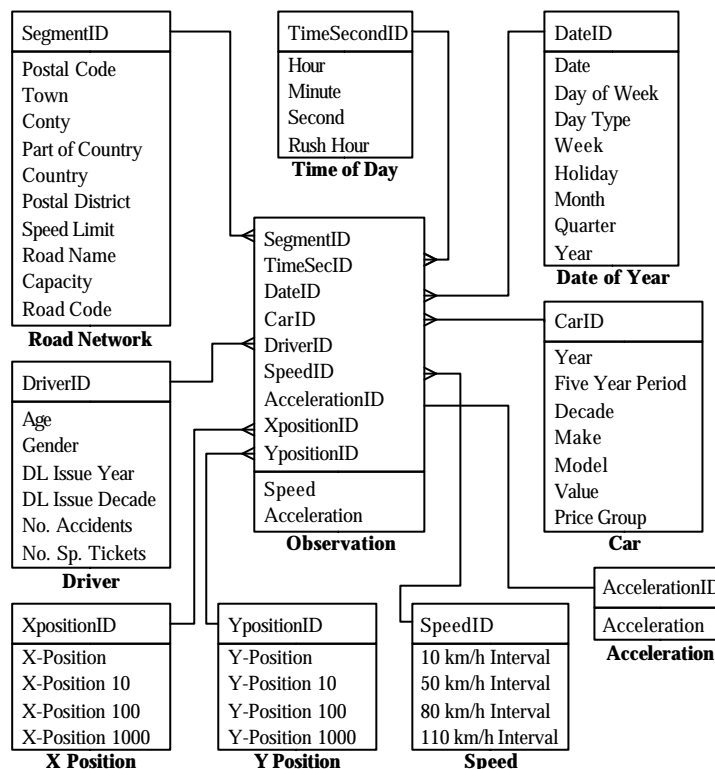 SegmentID
Postal Code
Town
Conty
Part of Country
Country
Postal District
Speed Limit
Road Name
Capacity
Road Code
Road Network
TimeSecondID
Hour
Minute
Second
Rush Hour
Time of Day
DateID
Date
Day of Week
Day Type
Week
Holiday
Month
Quarter
Year
Date of Year
SegmentID
TimeSecID
DateID
CarID
DriverID
SpeedID
AccelerationID
XpositionID
YpositionID
Speed
Acceleration
Observation
DriverID
Age
Gender
DL Issue Year
DL Issue Decade
No. Accidents
No. Sp. Tickets
Driver
CarID
Year
Five Year Period
Decade
Make
Model
Value
Price Group
Car
XpositionID
X-Position
X-Position 10
X-Position 100
X-Position 1000
X Position
YpositionID
Y-Position
Y-Position 10
Y-Position 100
Y-Position 1000
Y Position
SpeedID
10 km/h Interval
50 km/h Interval
80 km/h Interval
110 km/h Interval
Speed
AccelerationID
Acceleration
Acceleration